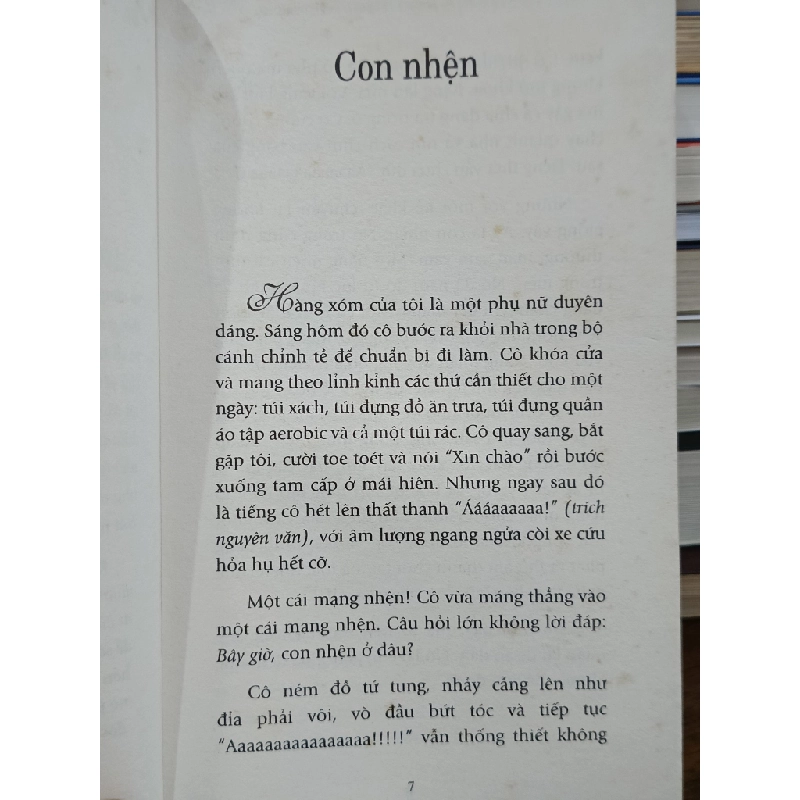 Con nhện
Hàng xóm của tôi là một phụ nữ duyên
dáng. Sáng hôm đó cô bước ra khỏi nhà trong bộ
cánh chỉnh tề để chuẩn bị đi làm. Cô khóa cửa
và mang theo lỉnh kỉnh các thứ cần thiết cho một
ngày: túi xách, túi đựng đồ ăn trưa, túi đựng quần
áo tập aerobic và cả một túi rác. Cô quay sang, bắt
gặp tôi, cười toe toét và nói "Xin chào" rồi bước
xuống tam cấp ở mái hiên. Nhưng ngay sau đó
là tiếng cô hét lên thất thanh "Áááaaaaaa!" (trích
nguyên văn), với âm lượng ngang ngửa còi xe cứu
hỏa hụ hết cỡ.
Một cái mạng nhện! Cô vừa máng thẳng vào
một cái mạng nhện. Câu hỏi lớn không lời đáp:
Bây giờ, con nhện ở đâu?
Cô ném đồ tứ tung, nhảy cẫng lên như
đỉa phải vôi, vò đầu bứt tóc và tiếp tục
"Aaaaaaaaaaaaaaaa!!!!!" vẫn thống thiết không
7